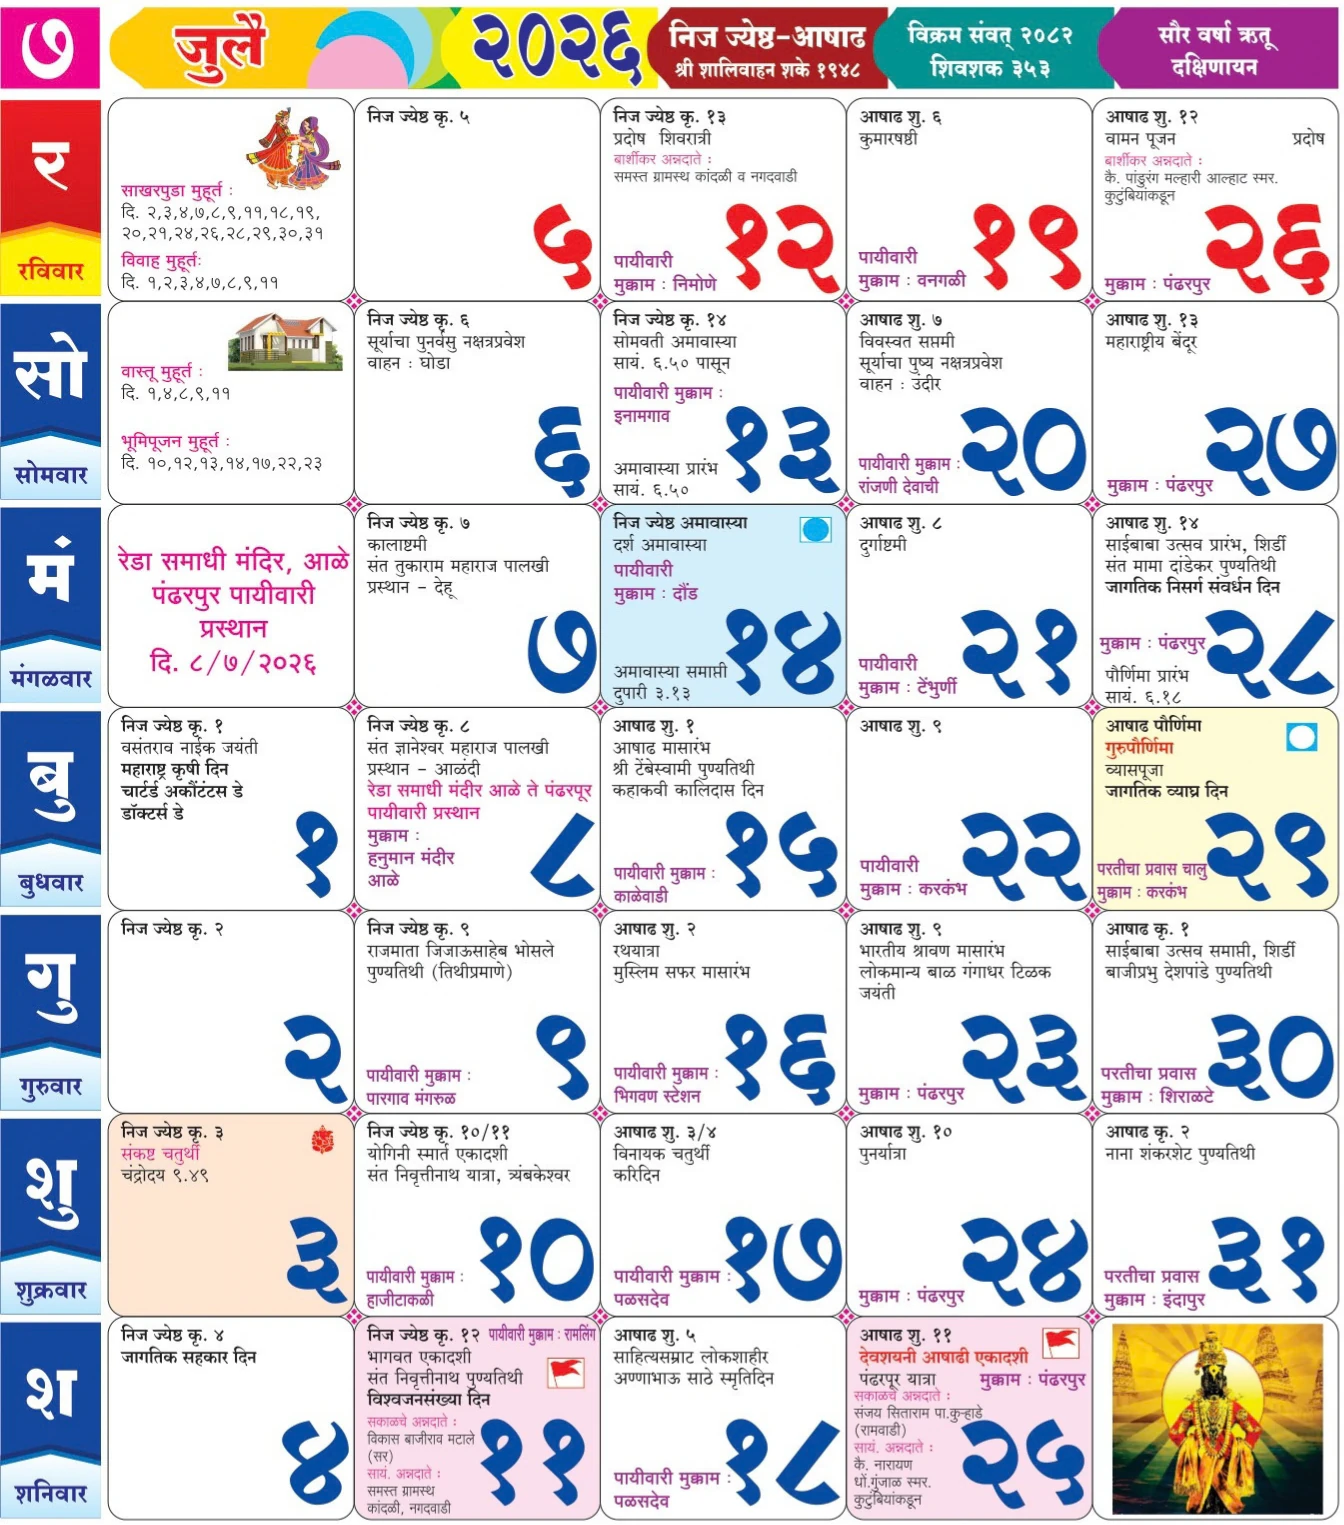 ७
जुलै
२०२६
निज ज्येष्ठ-आषाढ
श्री शालिवाहन शके १९४८
विक्रम संवत् २०८२
शिवशक ३५३
सौर वर्षा ऋतू
दक्षिणायन
र
रविवार
साखरपुडा मुहूर्त :
दि. २,३,४,७,८,९,११,१८,१९,
२०,२१,२४,२६,२८,२९,३०,३१
विवाह मुहूर्त:
दि. १,२,३,४,७,८,९,११
निज ज्येष्ठ कृ. ५
५
निज ज्येष्ठ कृ. १३
प्रदोष शिवरात्री
बार्शीकर अन्नदाते :
समस्त ग्रामस्थ कांदळी व नगदवाडी
पायीवारी
मुक्काम : निमोणे
१२
आषाढ शु. ६
कुमारषष्ठी
पायीवारी
मुक्काम : वनगळी
१९
आषाढ शु. १२
वामन पूजन प्रदोष
बार्शीकर अन्नदाते :
कै. पांडुरंग मल्हारी आल्हाट स्मर.
कुटुंबियांकडून
मुक्काम : पंढरपुर
२६
सो
सोमवार
वास्तू मुहूर्त :
दि. १,४,८,९,११
भूमिपूजन मुहूर्त :
दि. १०,१२,१३,१४,१७,२२,२३
निज ज्येष्ठ कृ. ६
सूर्याचा पुनर्वसु नक्षत्रप्रवेश
वाहन : घोडा
६
निज ज्येष्ठ कृ. १४
सोमवती अमावास्या
सायं. ६.५० पासून
पायीवारी मुक्काम :
इनामगाव
अमावास्या प्रारंभ
सायं. ६.५०
१३
आषाढ शु. ७
विवस्वत सप्तमी
सूर्याचा पुष्य नक्षत्रप्रवेश
वाहन : उंदीर
पायीवारी मुक्काम :
रांजणी देवाची
२०
आषाढ शु. १३
महाराष्ट्रीय बेंदूर
मुक्काम : पंढरपुर
२७
मं
मंगळवार
रेडा समाधी मंदिर, आळे
पंढरपुर पायीवारी
प्रस्थान
दि. ८/७/२०२६
निज ज्येष्ठ कृ. ७
कालाष्टमी
संत तुकाराम महाराज पालखी
प्रस्थान - देहू
७
निज ज्येष्ठ अमावास्या
दर्श अमावास्या
पायीवारी
मुक्काम : दौंड
अमावास्या समाप्ती
दुपारी ३.१३
१४
आषाढ शु. ८
दुर्गाष्टमी
पायीवारी
मुक्काम : टेंभुर्णी
२१
आषाढ शु. १४
साईबाबा उत्सव प्रारंभ, शिर्डी
संत मामा दांडेकर पुण्यतिथी
जागतिक निसर्ग संवर्धन दिन
मुक्काम : पंढरपुर
पौर्णिमा प्रारंभ
सायं. ६.१८
२८
बु
बुधवार
निज ज्येष्ठ कृ. १
वसंतराव नाईक जयंती
महाराष्ट्र कृषी दिन
चार्टर्ड अकौंटंटस डे
डॉक्टर्स डे
१
निज ज्येष्ठ कृ. ८
संत ज्ञानेश्वर महाराज पालखी
प्रस्थान - आळंदी
रेडा समाधी मंदीर आळे ते पंढरपूर
पायीवारी प्रस्थान
मुक्काम :
हनुमान मंदीर
आळे
८
आषाढ शु. १
आषाढ मासारंभ
श्री टेंबेस्वामी पुण्यतिथी
कहाकवी कालिदास दिन
पायीवारी मुक्काम :
काळेवाडी
१५
आषाढ शु. ९
पायीवारी
मुक्काम : करकंभ
२२
आषाढ पौर्णिमा
गुरुपौर्णिमा
व्यासपूजा
जागतिक व्याघ्र दिन
परतीचा प्रवास चालु
मुक्काम : करकंभ
२९
गु
गुरुवार
निज ज्येष्ठ कृ. २
२
निज ज्येष्ठ कृ. ९
राजमाता जिजाऊसाहेब भोसले
पुण्यतिथी (तिथीप्रमाणे)
पायीवारी मुक्काम :
पारगाव मंगरुळ
९
आषाढ शु. २
रथयात्रा
मुस्लिम सफर मासारंभ
पायीवारी मुक्काम :
भिगवण स्टेशन
१६
आषाढ शु. ९
भारतीय श्रावण मासारंभ
लोकमान्य बाळ गंगाधर टिळक
जयंती
मुक्काम : पंढरपुर
२३
आषाढ कृ. १
साईबाबा उत्सव समाप्ती, शिर्डी
बाजीप्रभु देशपांडे पुण्यतिथी
परतीचा प्रवास
मुक्काम : शिराळटे
३०
शु
शुक्रवार
निज ज्येष्ठ कृ. ३
संकष्ट चतुर्थी
चंद्रोदय ९.४९
३
निज ज्येष्ठ कृ. १०/११
योगिनी स्मार्त एकादशी
संत निवृत्तीनाथ यात्रा, त्र्यंबकेश्वर
पायीवारी मुक्काम :
हाजीटाकळी
१०
आषाढ शु. ३/४
विनायक चतुर्थी
करिदिन
पायीवारी मुक्काम :
पळसदेव
१७
आषाढ शु. १०
पुनर्यात्रा
मुक्काम : पंढरपुर
२४
आषाढ कृ. २
नाना शंकरशेट पुण्यतिथी
परतीचा प्रवास
मुक्काम : इंदापुर
३१
श
शनिवार
निज ज्येष्ठ कृ. ४
जागतिक सहकार दिन
४
निज ज्येष्ठ कृ. १२ पायीवारी मुक्काम : रामलिंग
भागवत एकादशी
संत निवृत्तीनाथ पुण्यतिथी
विश्वजनसंख्या दिन
सकाळचे अन्नदाते :
विकास बाजीराव मटाले
(सर)
सायं. अन्नदाते :
समस्त ग्रामस्थ
कांदळी, नगदवाडी
११
आषाढ शु. ५
साहित्यसम्राट लोकशाहीर
अण्णाभाऊ साठे स्मृतिदिन
पायीवारी मुक्काम :
पळसदेव
१८
आषाढ शु. ११
देवशयनी आषाढी एकादशी
पंढरपूर यात्रा मुक्काम : पंढरपुर
सकाळचे अन्नदाते :
संजय सिताराम पा.कुऱ्हाडे
(रामवाडी)
सायं. अन्नदाते :
कै. नारायण
धों.गुंजाळ स्मर.
कुटुंबियांकडून
२५